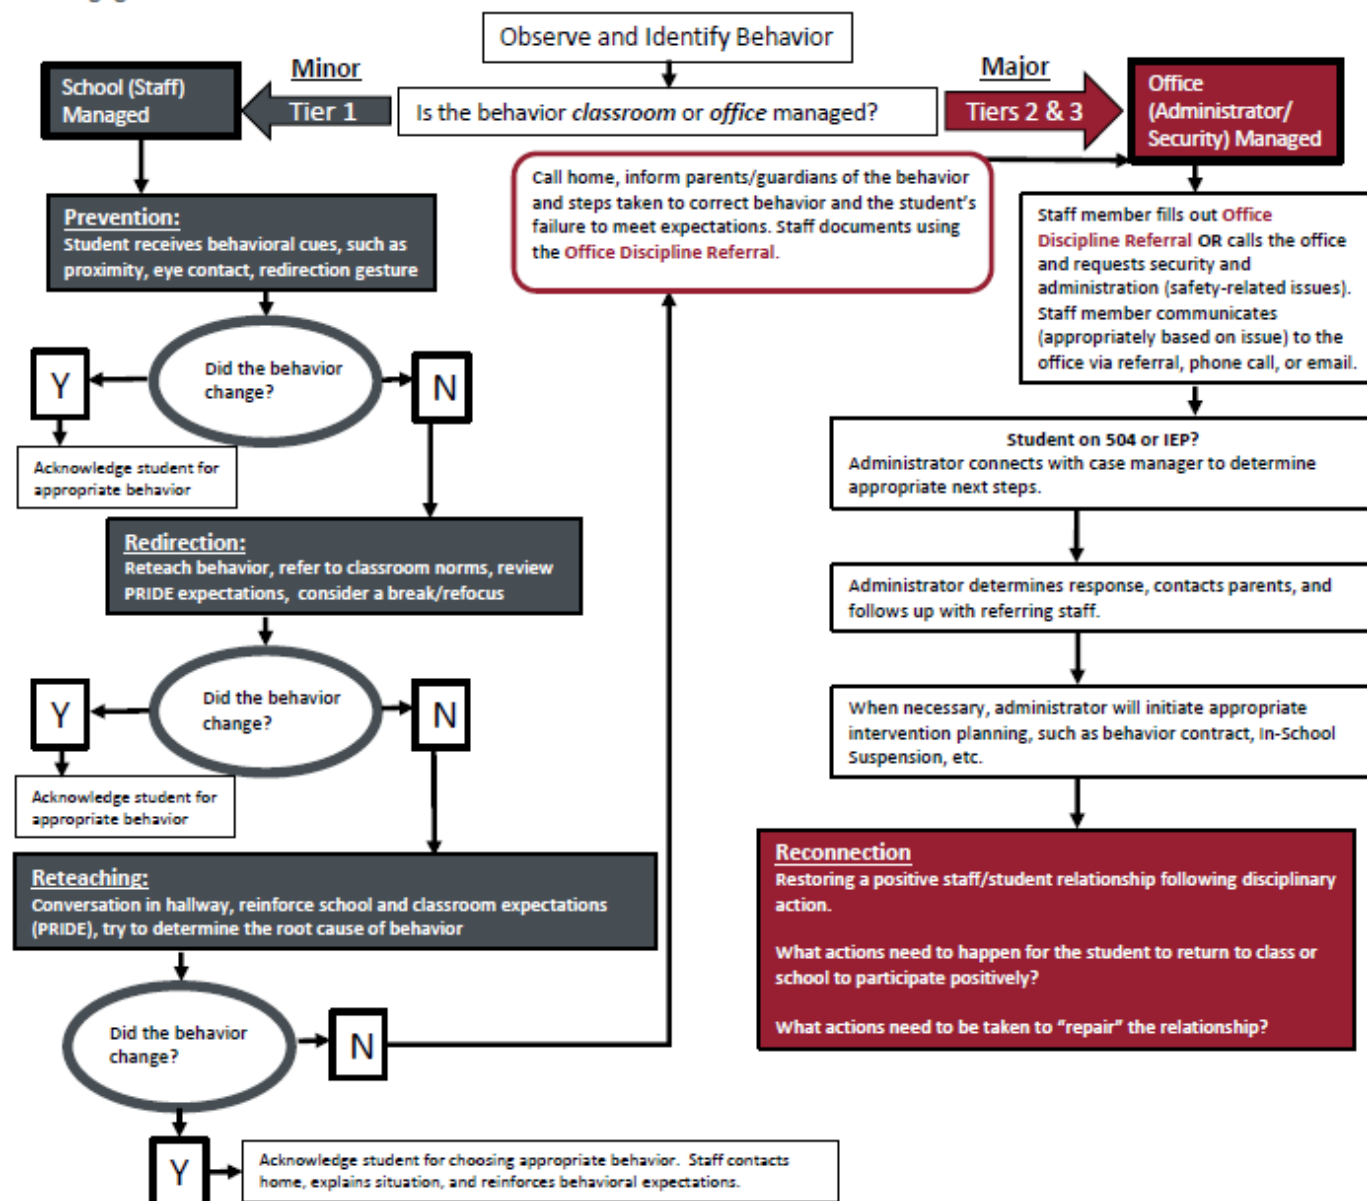 Observe and Identify Behavior
Minor
Major
School (Staff)
Managed
Tier 1
Is the behavior classroom or office managed?
Tiers 2 & 3
Office
(Administrator/
Security) Managed
Call home, inform parents/guardians of the behavior
and steps taken to correct behavior and the student's
failure to meet expectations. Staff documents using
the Office Discipline Referral.
Prevention:
Student receives behavioral cues, such as
proximity, eye contact, redirection gesture
Staff member fills out Office
Discipline Referral OR calls the office
and requests security and
administration (safety-related issues).
Staff member communicates
(appropriately based on issue) to the
office via referral, phone call, or email.
Did the behavior
change?
Y
N
Acknowledge student for
appropriate behavior
Student on 504 or IEP?
Administrator connects with case manager to determine
appropriate next steps.
Redirection:
Reteach behavior, refer to classroom norms, review
PRIDE expectations, consider a break/refocus
Administrator determines response, contacts parents, and
follows up with referring staff.
Did the behavior
change?
Y
N
Acknowledge student for
appropriate behavior
When necessary, administrator will initiate appropriate
intervention planning, such as behavior contract, In-School
Suspension, etc.
Reteaching:
Conversation in hallway, reinforce school and classroom expectations
(PRIDE), try to determine the root cause of behavior
Reconnection
Restoring a positive staff/student relationship following disciplinary
action.
What actions need to happen for the student to return to class or
school to participate positively?
What actions need to be taken to "repair" the relationship?
Did the behavior
change?
N
Y
Acknowledge student for choosing appropriate behavior. Staff contacts
home, explains situation, and reinforces behavioral expectations.